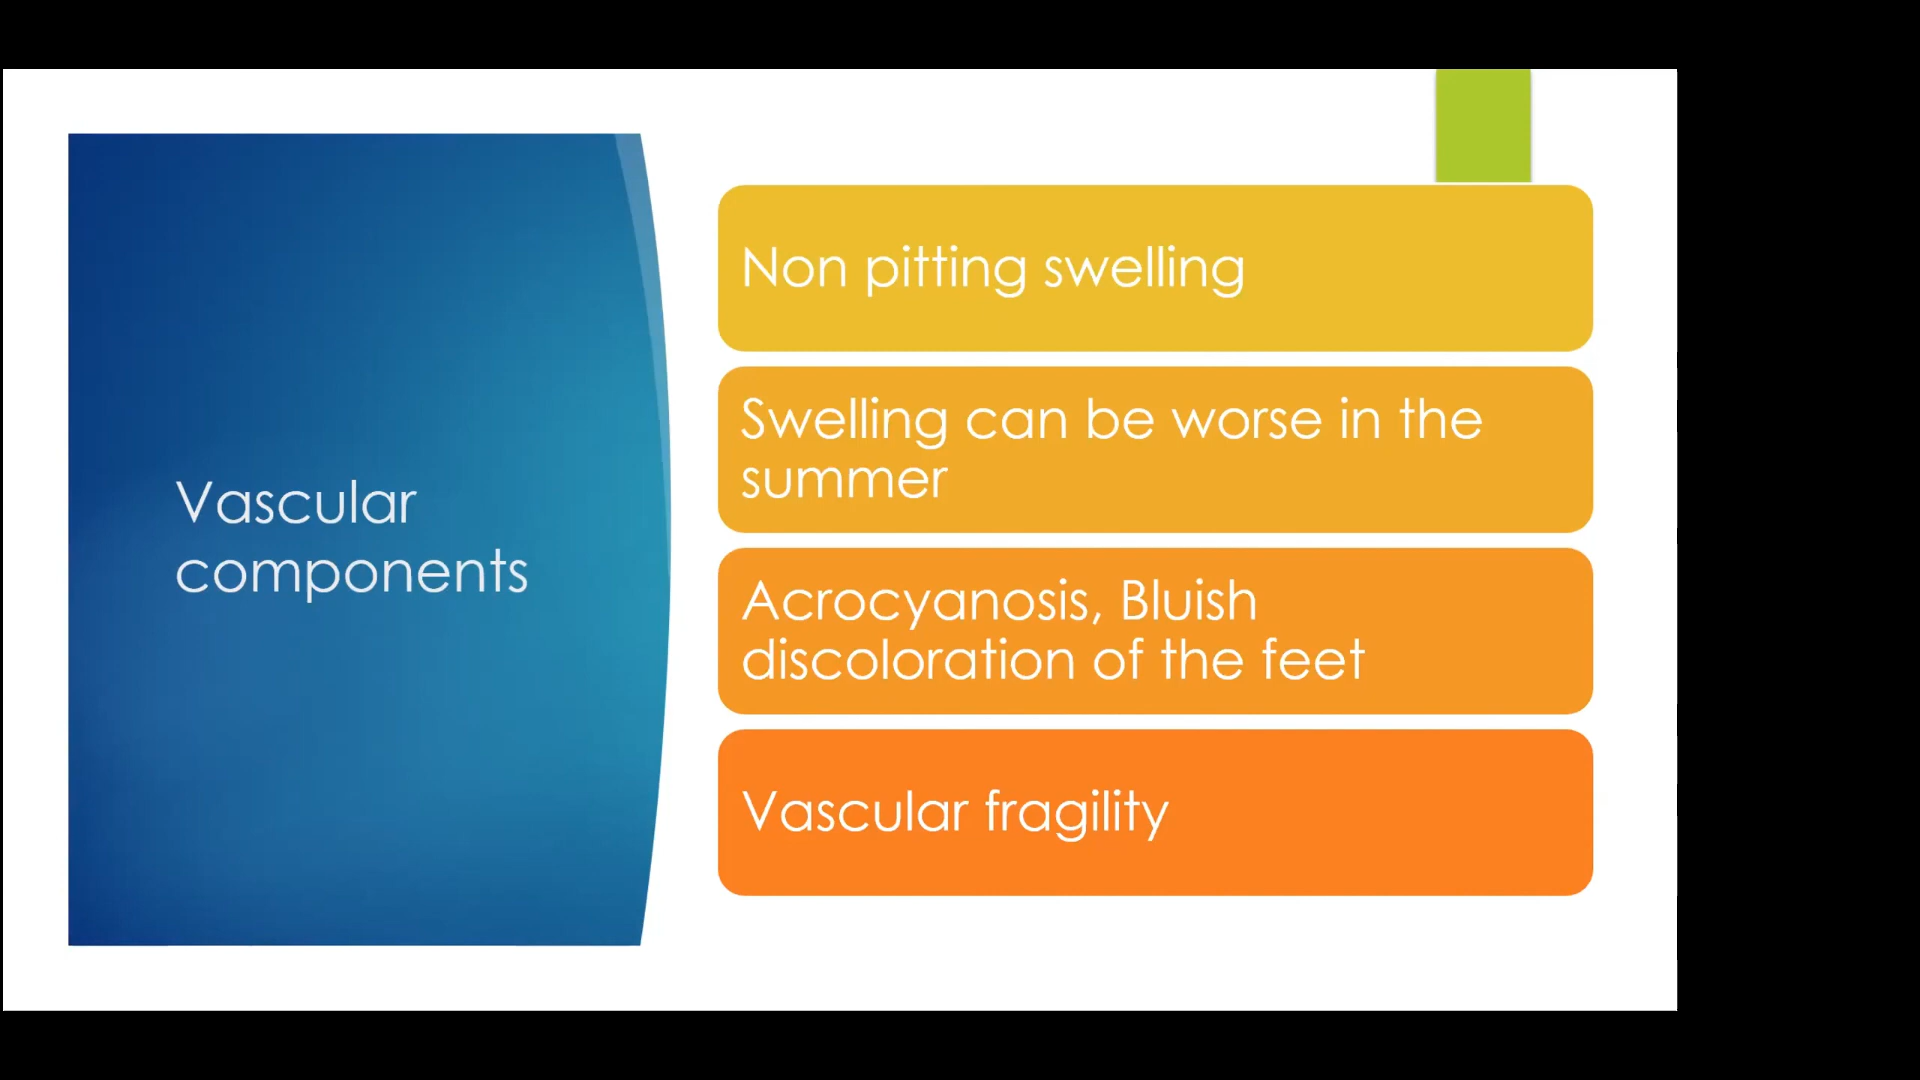 Vascular
components
Non pitting swelling
Swelling can be worse in the
summer
Acrocyanosis, Bluish
discoloration of the feet
Vascular fragility